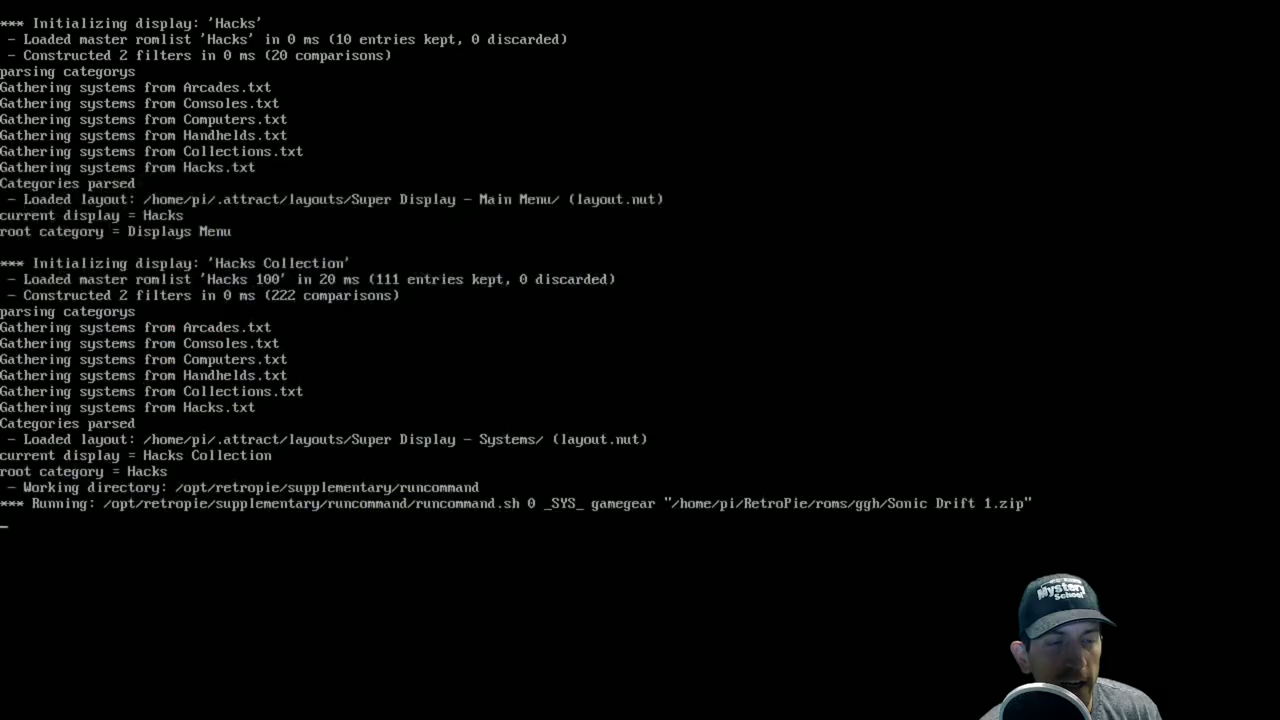 *** Initializing display: 'Hacks'
- Loaded master romlist 'Hacks' in 0 ms (10 entries kept, 0 discarded)
- Constructed 2 filters in 0 ms (20 comparisons)
parsing categorys
Gathering systems from Arcades.txt
Gathering systems from Consoles.txt
Gathering systems from Computers.txt
Gathering systems from Handhelds.txt
Gathering systems from Collections.txt
Gathering systems from Hacks.txt
Categories parsed
- Loaded layout: /home/pi/.attract/layouts/Super Display - Main Menu/ (layout.nut)
current display = Hacks
root category = Displays Menu
*** Initializing display: 'Hacks Collection'
- Loaded master romlist 'Hacks 100' in 20 ms (111 entries kept, 0 discarded)
- Constructed 2 filters in 0 ms (222 comparisons)
parsing categorys
Gathering systems from Arcades.txt
Gathering systems from Consoles.txt
Gathering systems from Computers.txt
Gathering systems from Handhelds.txt
Gathering systems from Collections.txt
Gathering systems from Hacks.txt
Categories parsed
- Loaded layout: /home/pi/.attract/layouts/Super Display - Systems/ (layout.nut)
current display = Hacks Collection
root category = Hacks
- Working directory: /opt/retropie/supplementary/runcommand
*** Running: /opt/retropie/supplementary/runcommand/runcommand.sh 0 _SYS_ gamegear "/home/pi/RetroPie/roms/ggh/Sonic Drift 1.zip"
Mystery
School